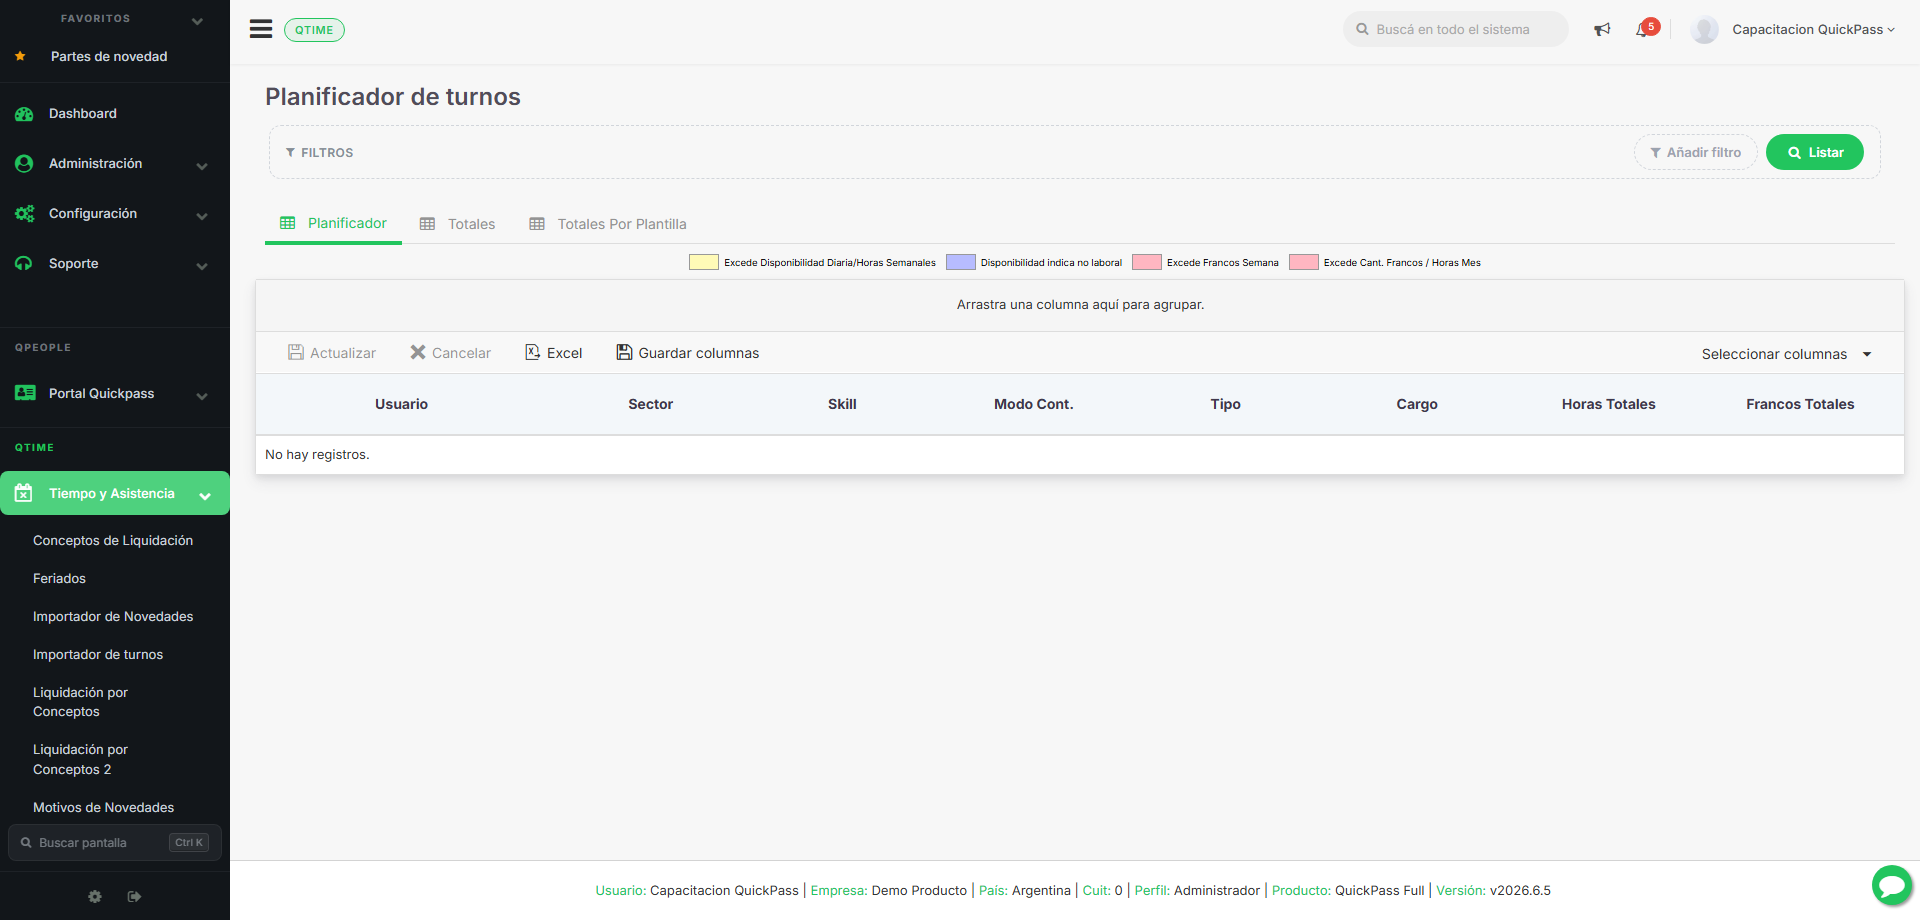 FAVORITOS
Partes de novedad
Dashboard
Administración
Configuración
Soporte
QPEOPLE
Portal Quickpass
QTIME
Tiempo y Asistencia
Conceptos de Liquidación
Feriados
Importador de Novedades
Importador de turnos
Liquidación por
Conceptos
Liquidación por
Conceptos 2
Motivos de Novedades
Buscar pantalla Ctrl K
QTIME
Buscá en todo el sistema
5
Capacitacion QuickPass
Planificador de turnos
FILTROS
Añadir filtro
Listar
Planificador Totales Totales Por Plantilla
Excede Disponibilidad Diaria/Horas Semanales Disponibilidad indica no laboral Excede Francos Semana Excede Cant. Francos / Horas Mes
Arrastra una columna aquí para agrupar.
Actualizar Cancelar Excel Guardar columnas Seleccionar columnas
Usuario Sector Skill Modo Cont. Tipo Cargo Horas Totales Francos Totales
No hay registros.
Usuario: Capacitacion QuickPass | Empresa: Demo Producto | País: Argentina | Cuit: 0 | Perfil: Administrador | Producto: QuickPass Full | Versión: v2026.6.5